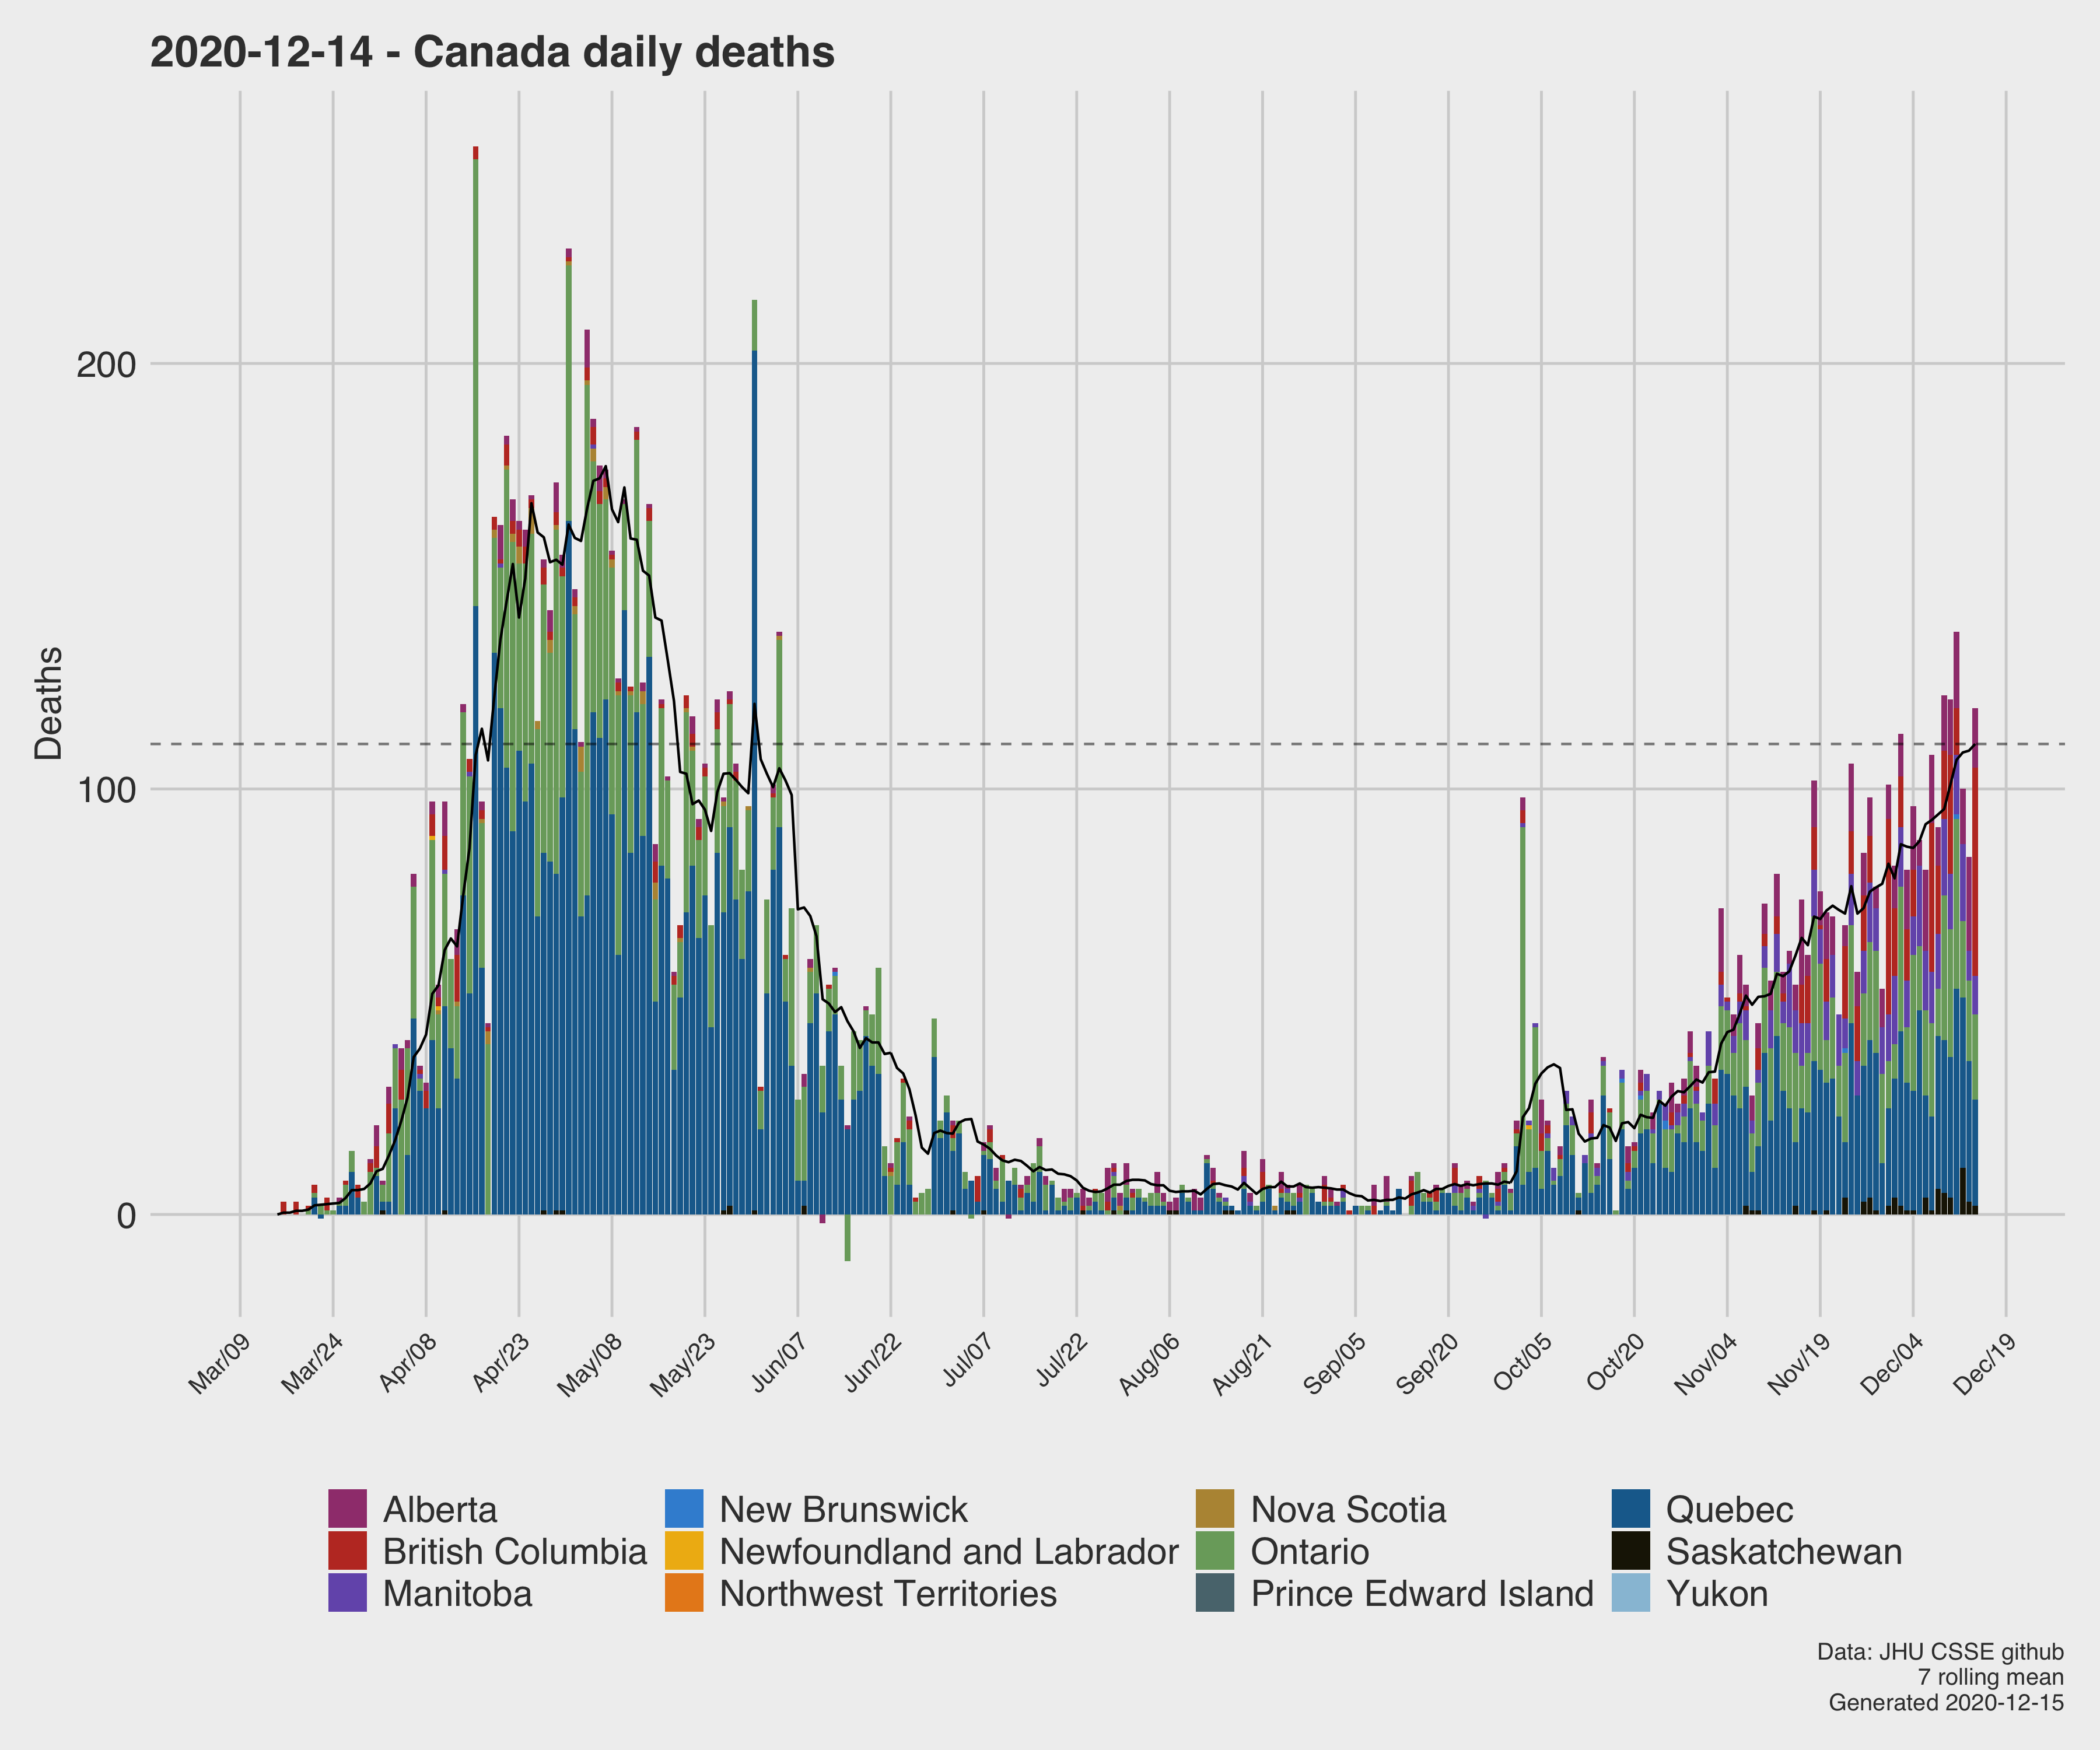 2020-12-14 - Canada daily deaths
Deaths
200
100
0
Mar/09
Mar/24
Apr/08
Apr/23
May/08
May/23
Jun/07
Jun/22
Jul/07
Jul/22
Aug/06
Aug/21
Sep/05
Sep/20
Oct/05
Oct/20
Nov/04
Nov/19
Dec/04
Dec/19
Alberta
New Brunswick
Nova Scotia
Quebec
British Columbia
Newfoundland and Labrador
Ontario
Saskatchewan
Manitoba
Northwest Territories
Prince Edward Island
Yukon
Data: JHU CSSE github
7 rolling mean
Generated 2020-12-15